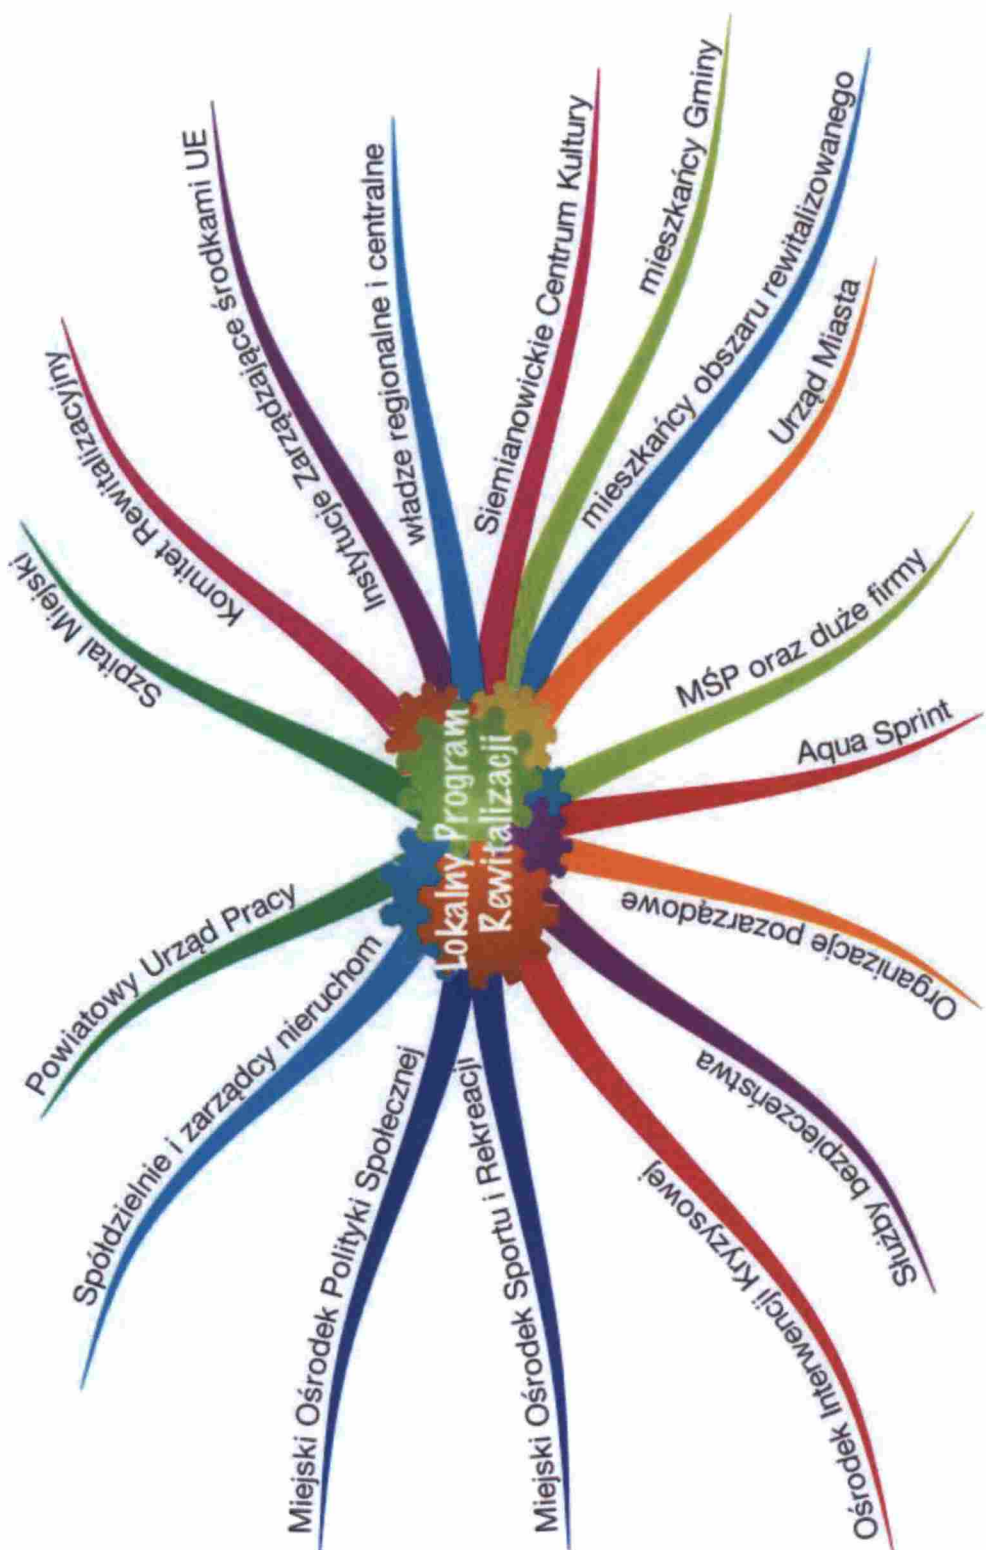 Lokalny Program
Rewitalizacji
Powiatowy Urząd Pracy
Szpital Miejski
Komitet Rewitalizacyjny
Instytucje Zarządzające środkami UE
władze regionalne i centralne
Siemianowickie Centrum Kultury
mieszkańcy Gminy
mieszkańcy obszaru rewitalizowanego
Urząd Miasta
MŚP oraz duże firmy
Aqua Sprint
Organizacje pozarządowe
Służby bezpieczeństwa
Ośrodek Interwencji Kryzysowej
Miejski Ośrodek Sportu i Rekreacji
Miejski Ośrodek Polityki Społecznej
Spółdzielnie i zarządcy nieruchom